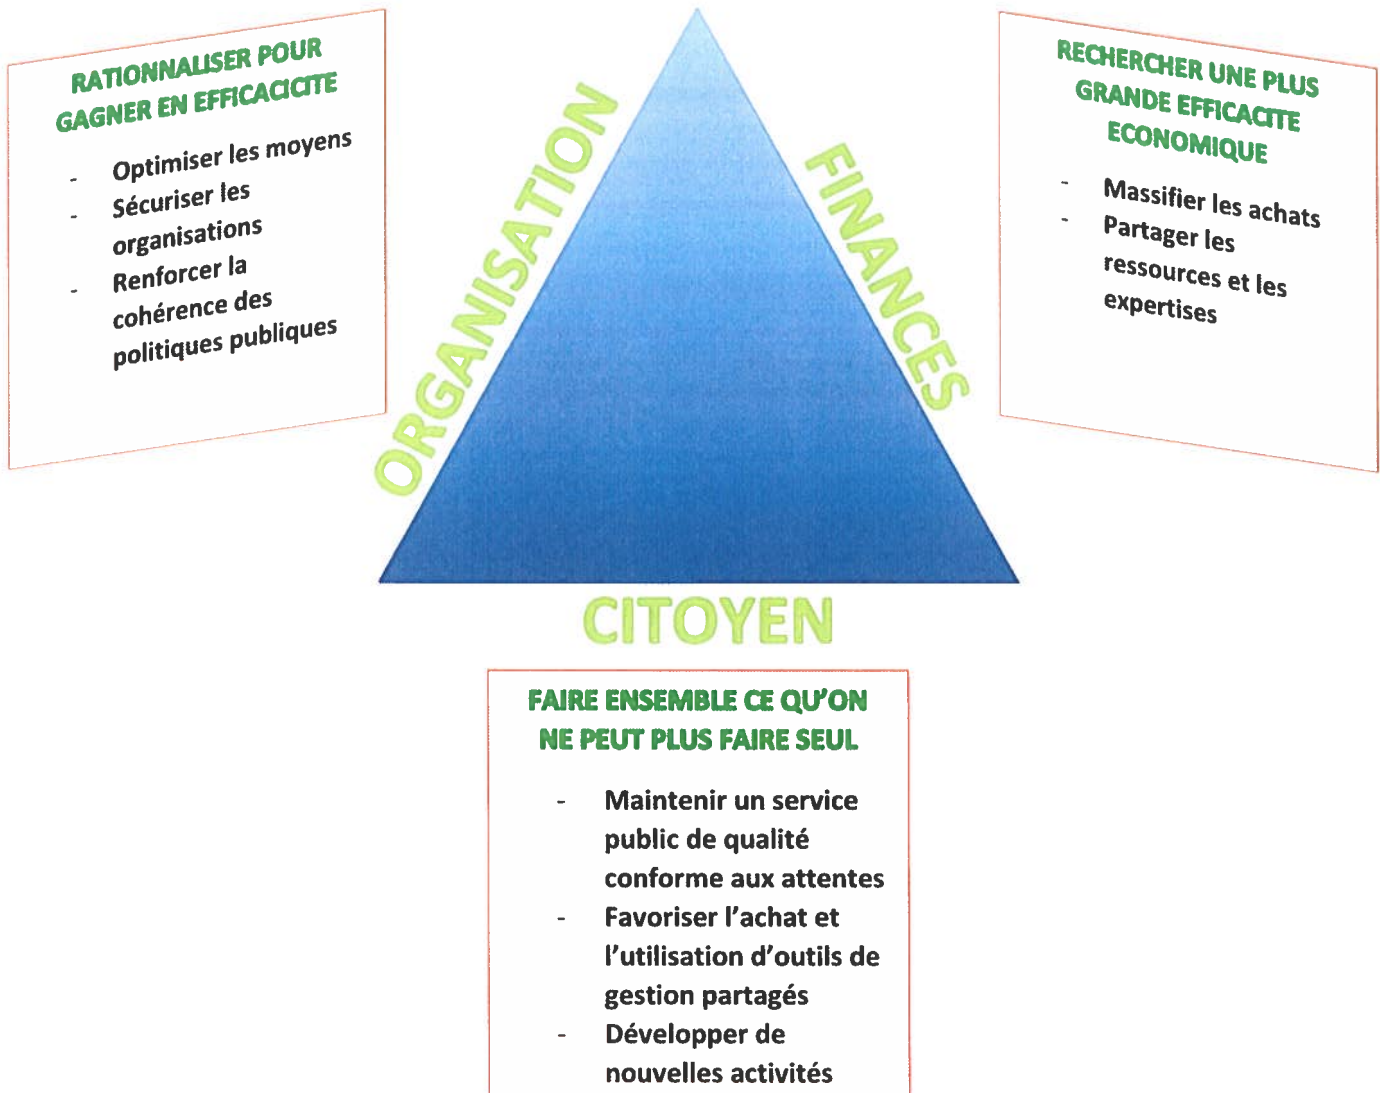 RATIONNALISER POUR
GAGNER EN EFFICACICITE
- Optimiser les moyens
- Sécuriser les
organisations
- Renforcer la
cohérence des
politiques publiques
ORGANISATION
FINANCES
RECHERCHER UNE PLUS
GRANDE EFFICACITE
ECONOMIQUE
- Massifier les achats
- Partager les
ressources et les
expertises
CITOYEN
FAIRE ENSEMBLE CE QU'ON
NE PEUT PLUS FAIRE SEUL
- Maintenir un service
public de qualité
conforme aux attentes
- Favoriser l'achat et
l'utilisation d'outils de
gestion partagés
- Développer de
nouvelles activités